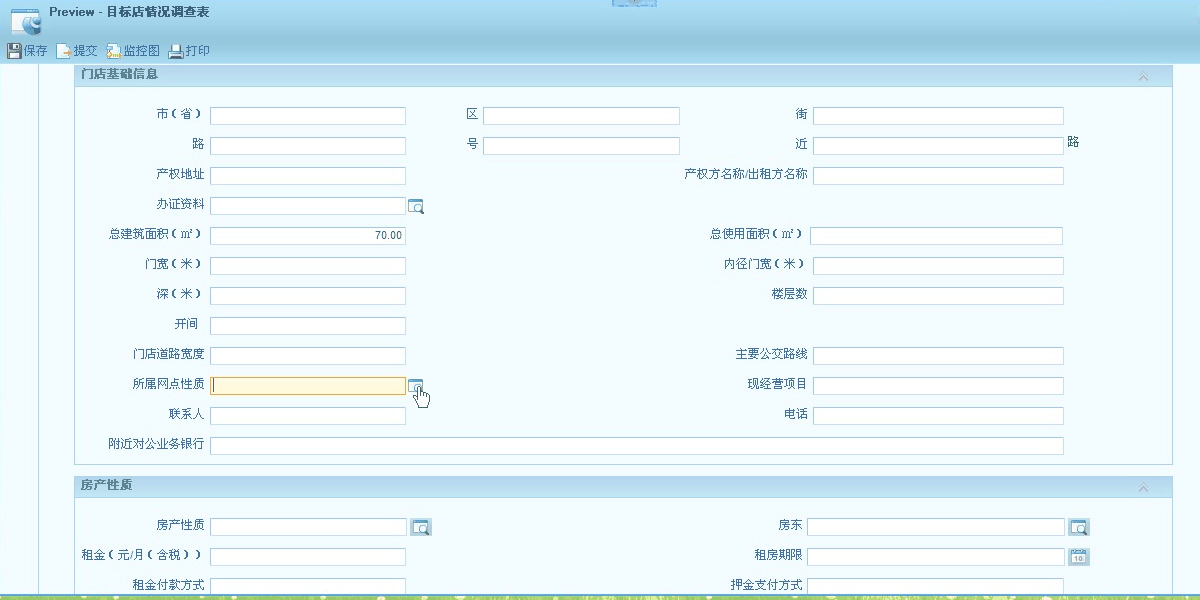 Preview - 目标店情况调查表
保存 提交 监控图 打印
门店基础信息
市（省） 区 街
路 号 近 路
产权地址 产权方名称/出租方名称
办证资料
总建筑面积（㎡） 70.00 总使用面积（㎡）
门宽（米） 内径门宽（米）
深（米） 楼层数
开间
门店道路宽度 主要公交路线
所属网点性质 现经营项目
联系人 电话
附近对公业务银行
房产性质
房产性质 房东
租金（元/月（含税）） 租房期限
租金付款方式 押金支付方式